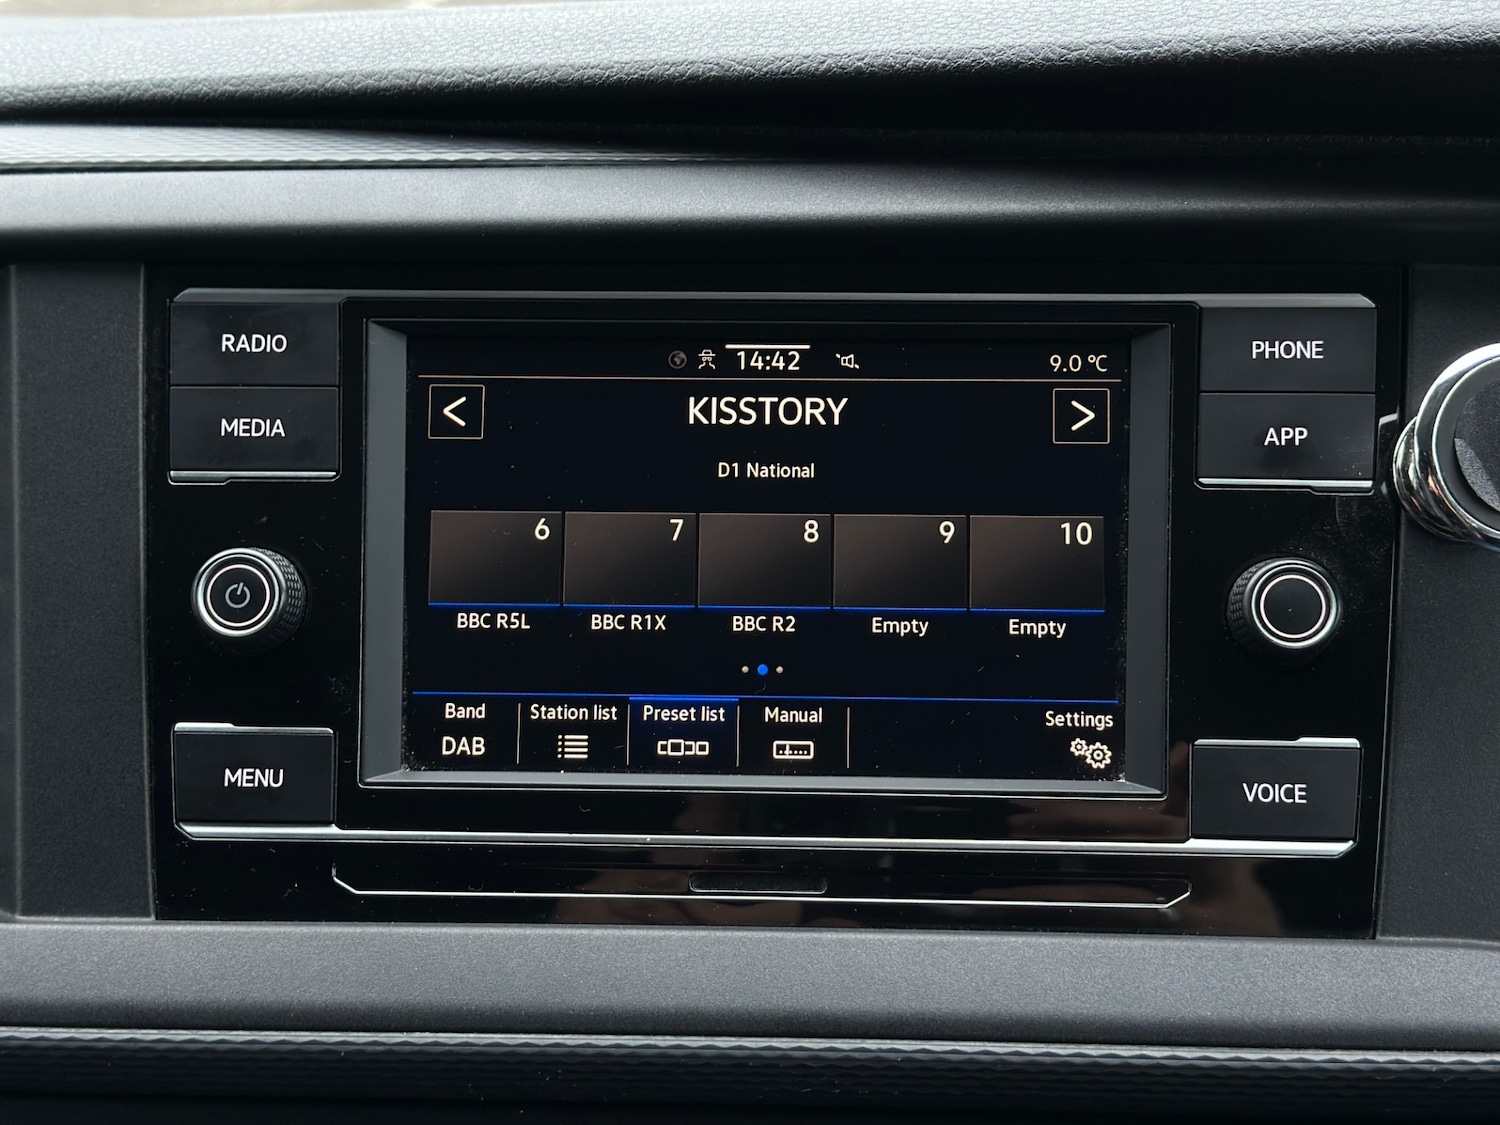 RADIO
MEDIA
MENU
14:42
9.0 °C
<
KISSTORY
>
D1 National
6
7
8
9
10
BBC R5L
BBC R1X
BBC R2
Empty
Empty
Band
DAB
Station list
Preset list
Manual
Settings
PHONE
APP
VOICE